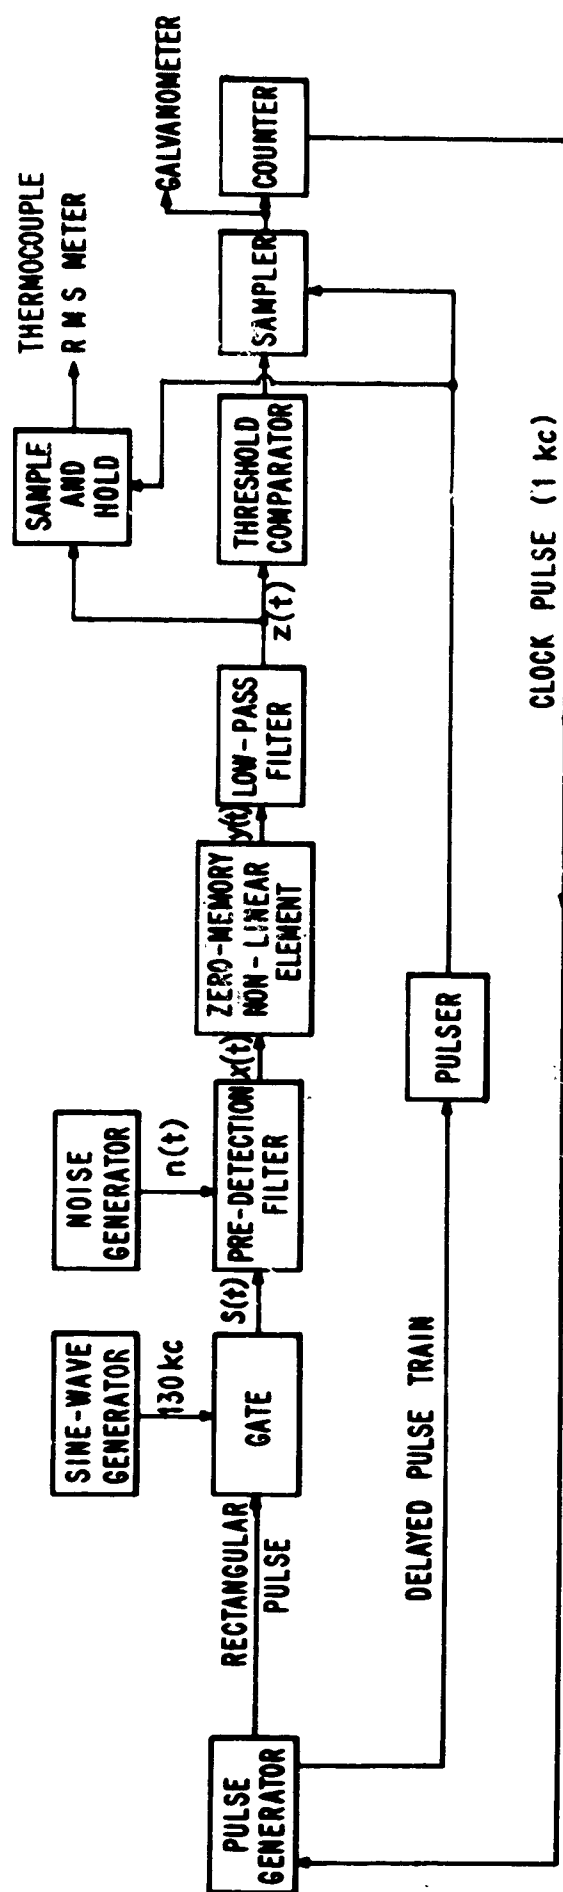 PULSE
GENERATOR
RECTANGULAR
PULSE
SINE-WAVE
GENERATOR
130 kc
GATE
S(t)
NOISE
GENERATOR
n(t)
PRE-DETECTION
FILTER
x(t)
ZERO-MEMORY
NON-LINEAR
ELEMENT
y(t)
LOW-PASS
FILTER
z(t)
SAMPLE
AND
HOLD
THERMOCOUPLE
RMS METER
THRESHOLD
COMPARATOR
SAMPLER
GALVANOMETER
COUNTER
DELAYED PULSE TRAIN
PULSER
CLOCK PULSE (1 kc)